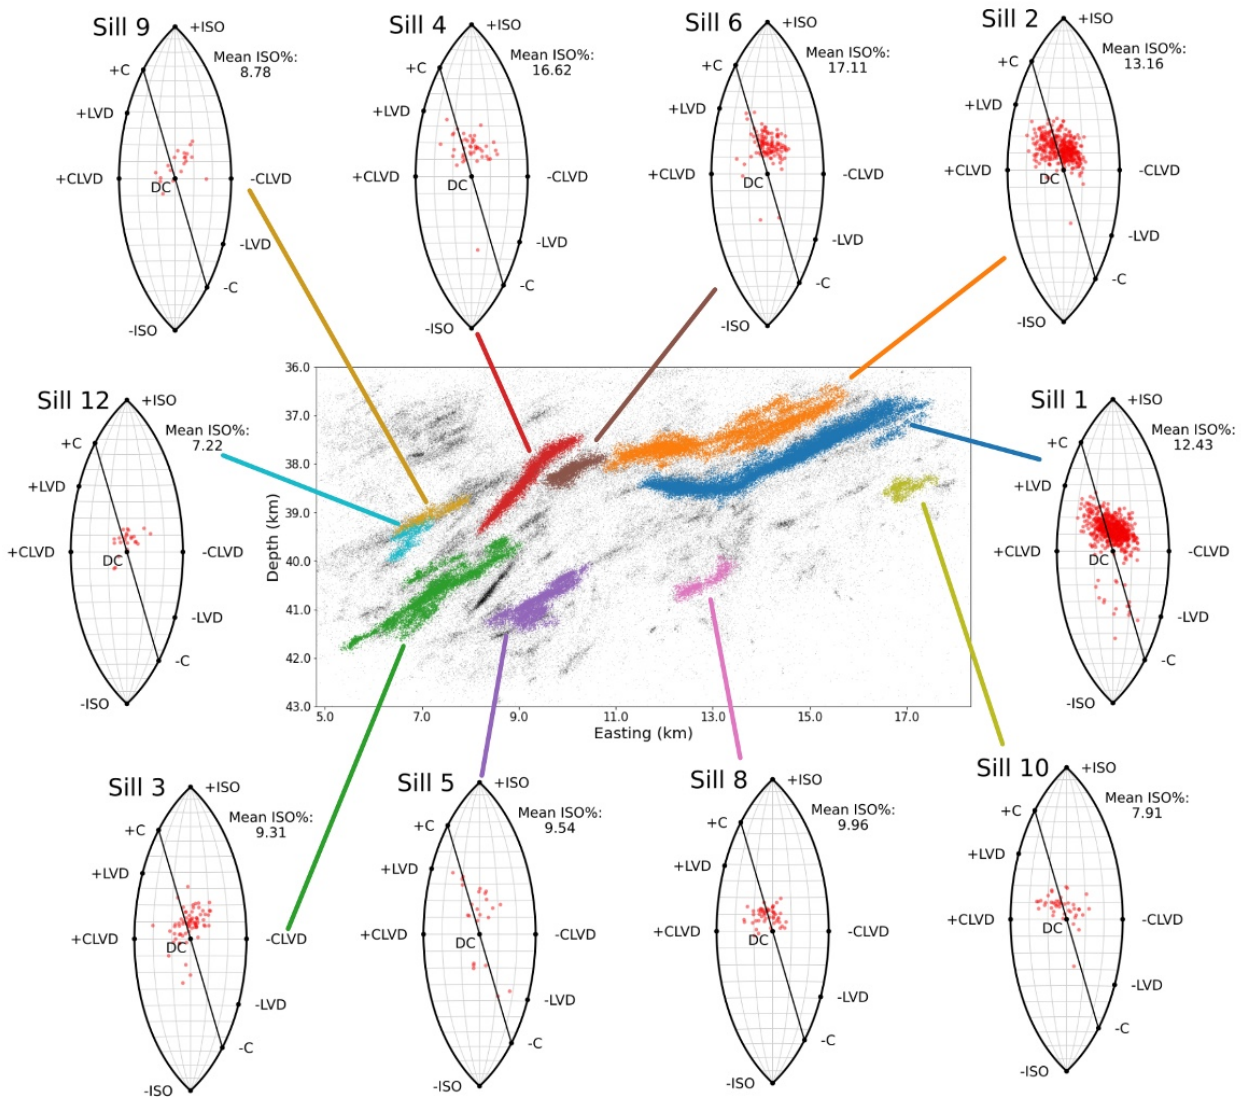 Sill 9
+ISO
Mean ISO%:
8.78
+C
+LVD
+CLVD
DC
-CLVD
-LVD
-C
-ISO
Sill 4
+ISO
Mean ISO%:
16.62
+C
+LVD
+CLVD
DC
-CLVD
-LVD
-C
-ISO
Sill 6
+ISO
Mean ISO%:
17.11
+C
+LVD
+CLVD
DC
-CLVD
-LVD
-C
-ISO
Sill 2
+ISO
Mean ISO%:
13.16
+C
+LVD
+CLVD
DC
-CLVD
-LVD
-C
-ISO
Sill 12
+ISO
Mean ISO%:
7.22
+C
+LVD
+CLVD
DC
-CLVD
-LVD
-C
-ISO
36.0
37.0
38.0
39.0
40.0
41.0
42.0
43.0
Depth (km)
5.0 7.0 9.0 11.0 13.0 15.0 17.0
Easting (km)
Sill 1
+ISO
Mean ISO%:
12.43
+C
+LVD
+CLVD
DC
-CLVD
-LVD
-C
-ISO
Sill 3
+ISO
Mean ISO%:
9.31
+C
+LVD
+CLVD
DC
-CLVD
-LVD
-C
-ISO
Sill 5
+ISO
Mean ISO%:
9.54
+C
+LVD
+CLVD
DC
-CLVD
-LVD
-C
-ISO
Sill 8
+ISO
Mean ISO%:
9.96
+C
+LVD
+CLVD
DC
-CLVD
-LVD
-C
-ISO
Sill 10
+ISO
Mean ISO%:
7.91
+C
+LVD
+CLVD
DC
-CLVD
-LVD
-C
-ISO